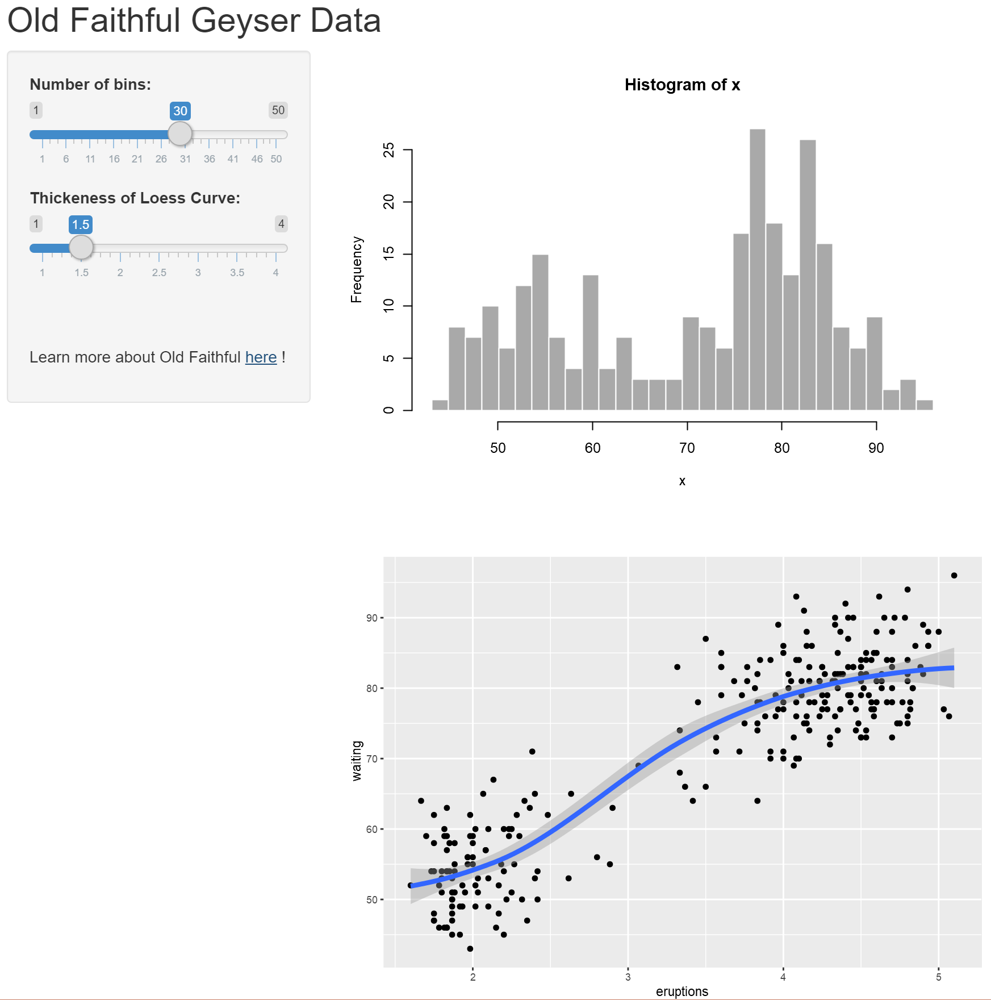 Old Faithful Geyser Data
Number of bins:
1 30 50
1 6 11 16 21 26 31 36 41 46 50
Thickeness of Loess Curve:
1 1.5 4
1 1.5 2 2.5 3 3.5 4
Learn more about Old Faithful here !
Histogram of x
Frequency
25
20
15
10
5
0
50 60 70 80 90
x
waiting
90
80
70
60
50
2 3 4 5
eruptions